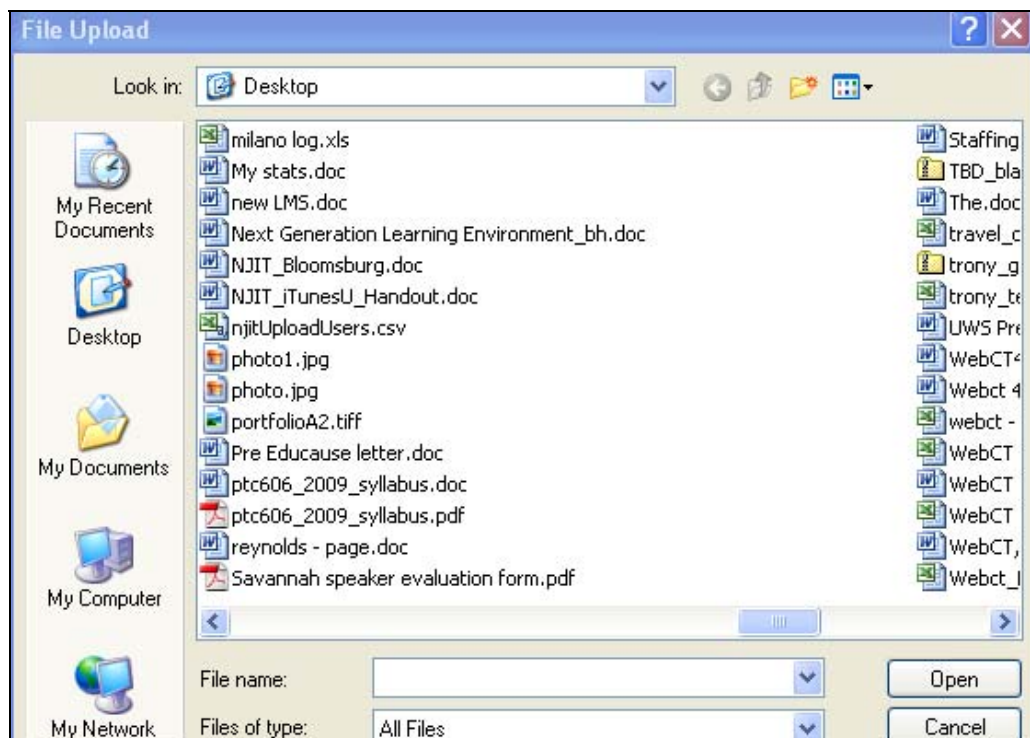 File Upload
Look in:
Desktop
My Recent
Documents
Desktop
My Documents
My Computer
My Network
milano log.xls
My stats.doc
new LMS.doc
Next Generation Learning Environment_bh.doc
NJIT_Bloomsburg.doc
NJIT_iTunesU_Handout.doc
njitUploadUsers.csv
photo1.jpg
photo.jpg
portfolioA2.tiff
Pre Educause letter.doc
ptc606_2009_syllabus.doc
ptc606_2009_syllabus.pdf
reynolds - page.doc
Savannah speaker evaluation form.pdf
Staffing
TBD_bla
The.doc
travel_c
trony_g
trony_te
UWS Pre
WebCT4
Webct 4
webct -
WebCT
WebCT
WebCT
WebCT,
Webct_
File name:
Open
Files of type:
All Files
Cancel